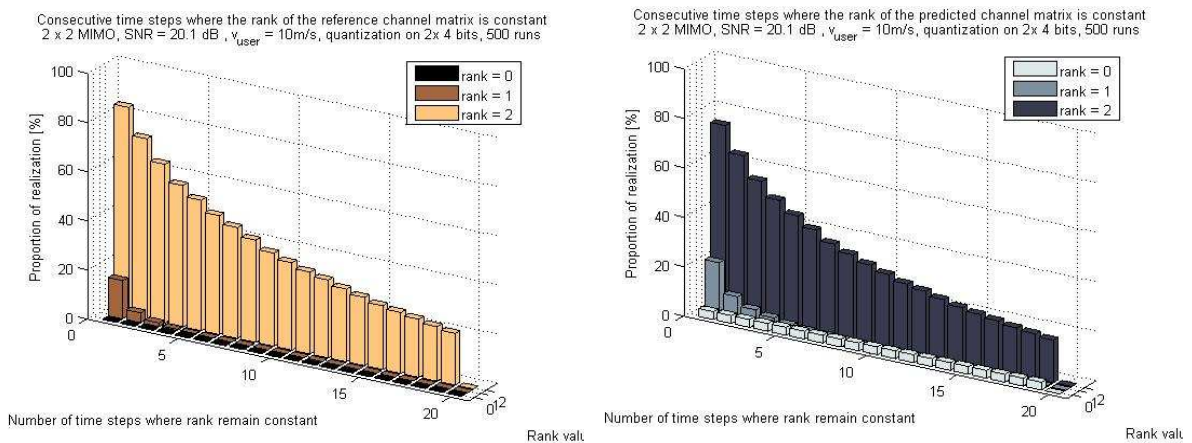 Consecutive time steps where the rank of the reference channel matrix is constant
2 x 2 MIMO, SNR = 20.1 dB , v_user = 10m/s, quantization on 2x 4 bits, 500 runs
rank = 0
rank = 1
rank = 2
Proportion of realization [%]
100
80
60
40
20
0
0
5
10
15
20
0
1
2
Number of time steps where rank remain constant
Rank valu
Consecutive time steps where the rank of the predicted channel matrix is constant
2 x 2 MIMO, SNR = 20.1 dB , v_user = 10m/s, quantization on 2x 4 bits, 500 runs
rank = 0
rank = 1
rank = 2
Proportion of realization [%]
100
80
60
40
20
0
0
5
10
15
20
0
1
2
Number of time steps where rank remain constant
Rank valu